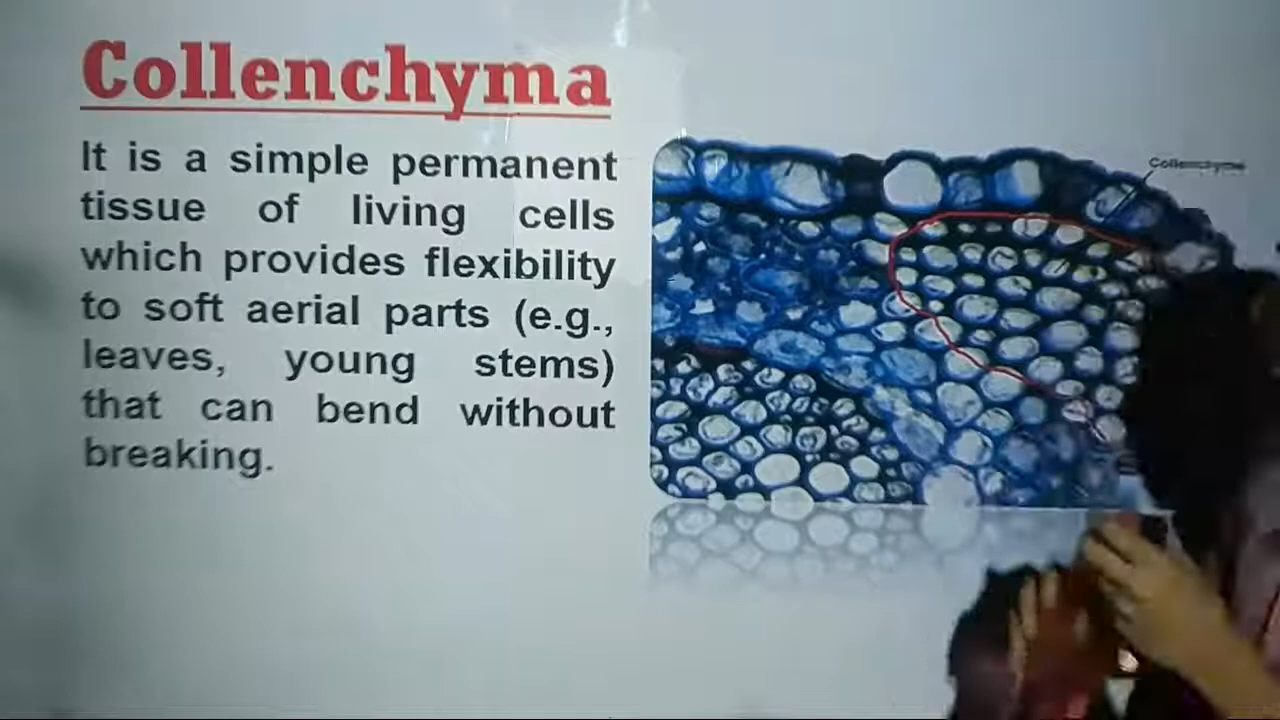 Collenchyma
It is a simple permanent
tissue of living cells
which provides flexibility
to soft aerial parts (e.g.,
leaves, young stems)
that can bend without
breaking.
Collenchyma